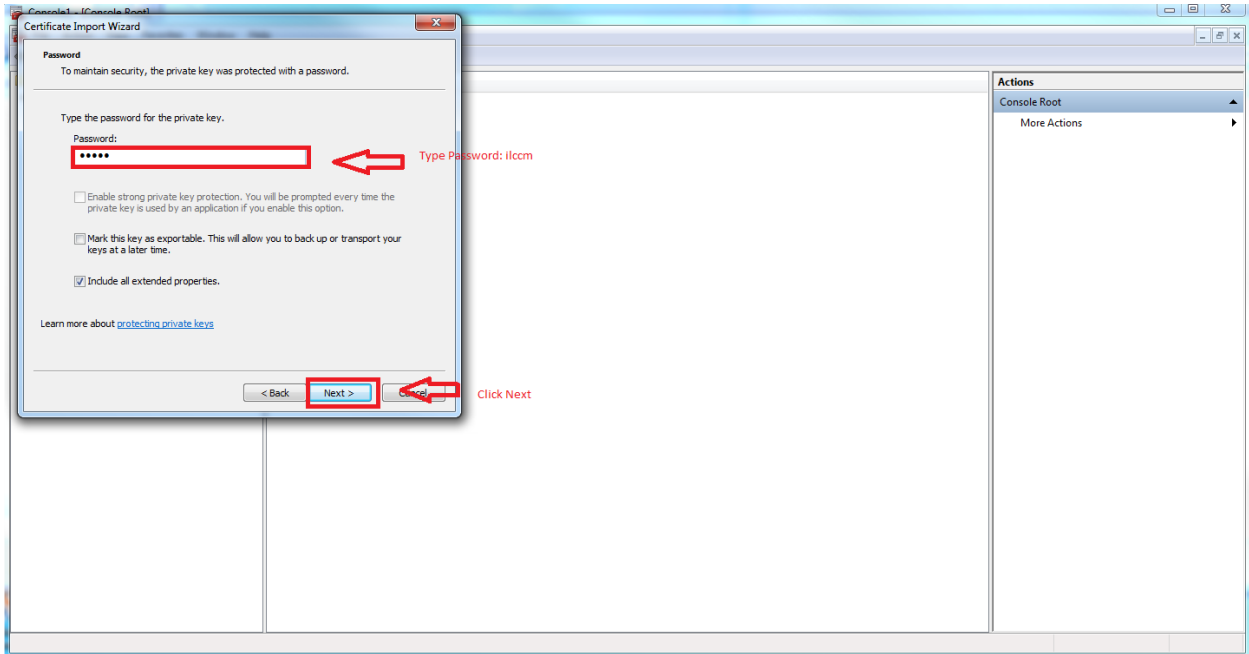 Console1 - [Console Root]
Certificate Import Wizard
Password
To maintain security, the private key was protected with a password.
Type the password for the private key.
Password:
•••••
Type Password: ilccm
Enable strong private key protection. You will be prompted every time the
private key is used by an application if you enable this option.
Mark this key as exportable. This will allow you to back up or transport your
keys at a later time.
Include all extended properties.
Learn more about protecting private keys
< Back
Next >
Cancel
Click Next
Actions
Console Root
More Actions